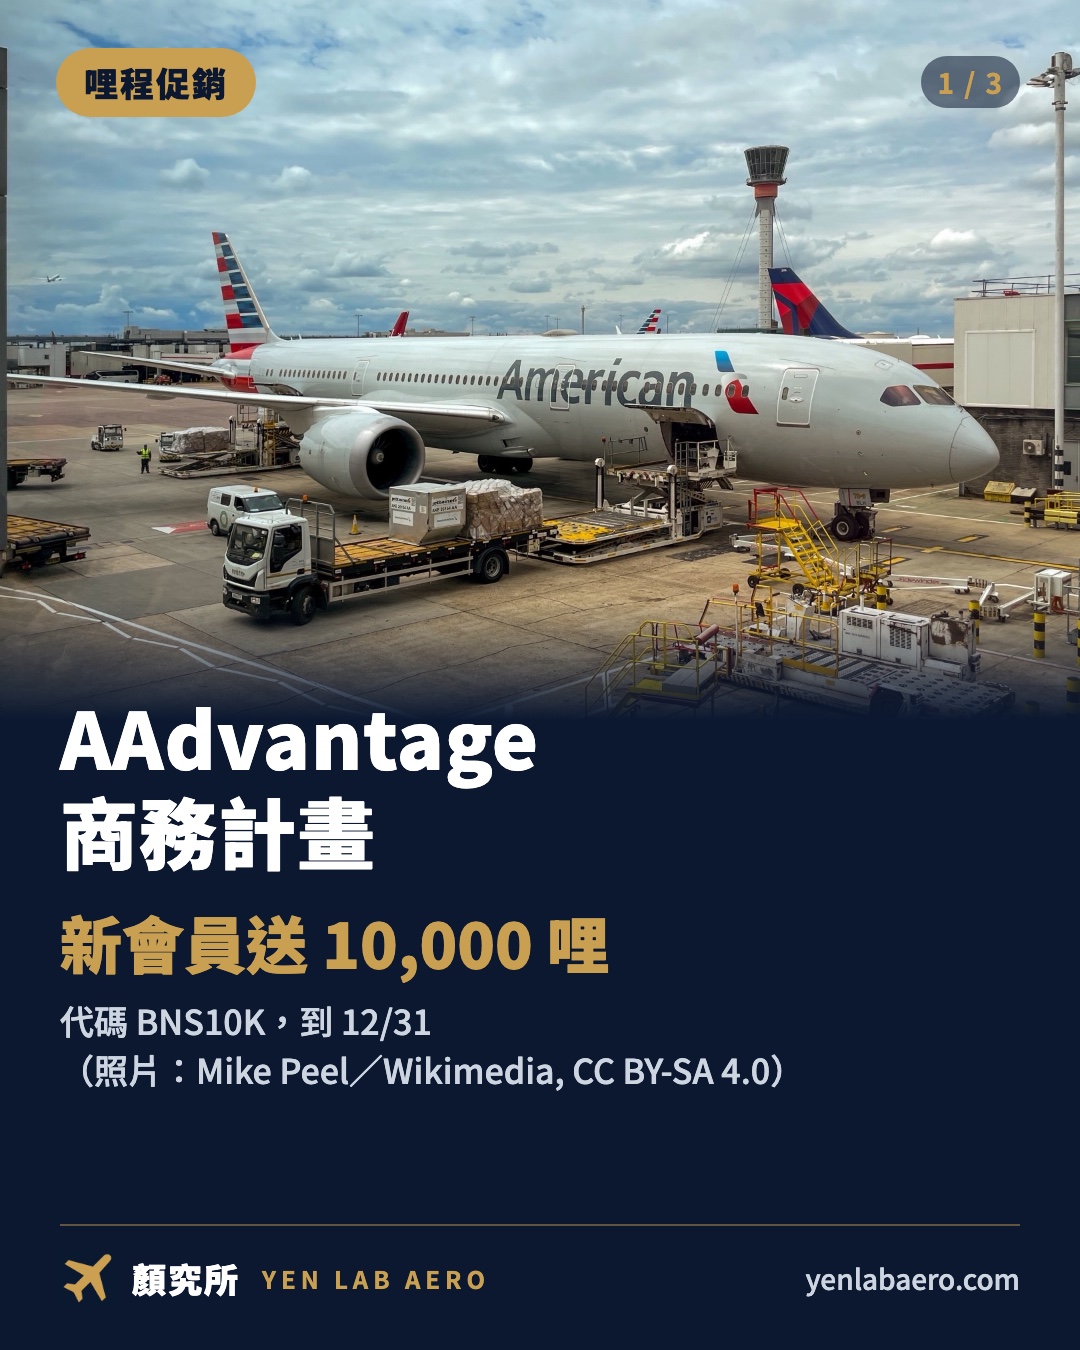 哩程促銷
1 / 3
American
AAdvantage
商務計畫
新會員送 10,000 哩
代碼 BNS10K，到 12/31
（照片：Mike Peel／Wikimedia, CC BY-SA 4.0）
顏究所 YEN LAB AERO
yenlabaero.com